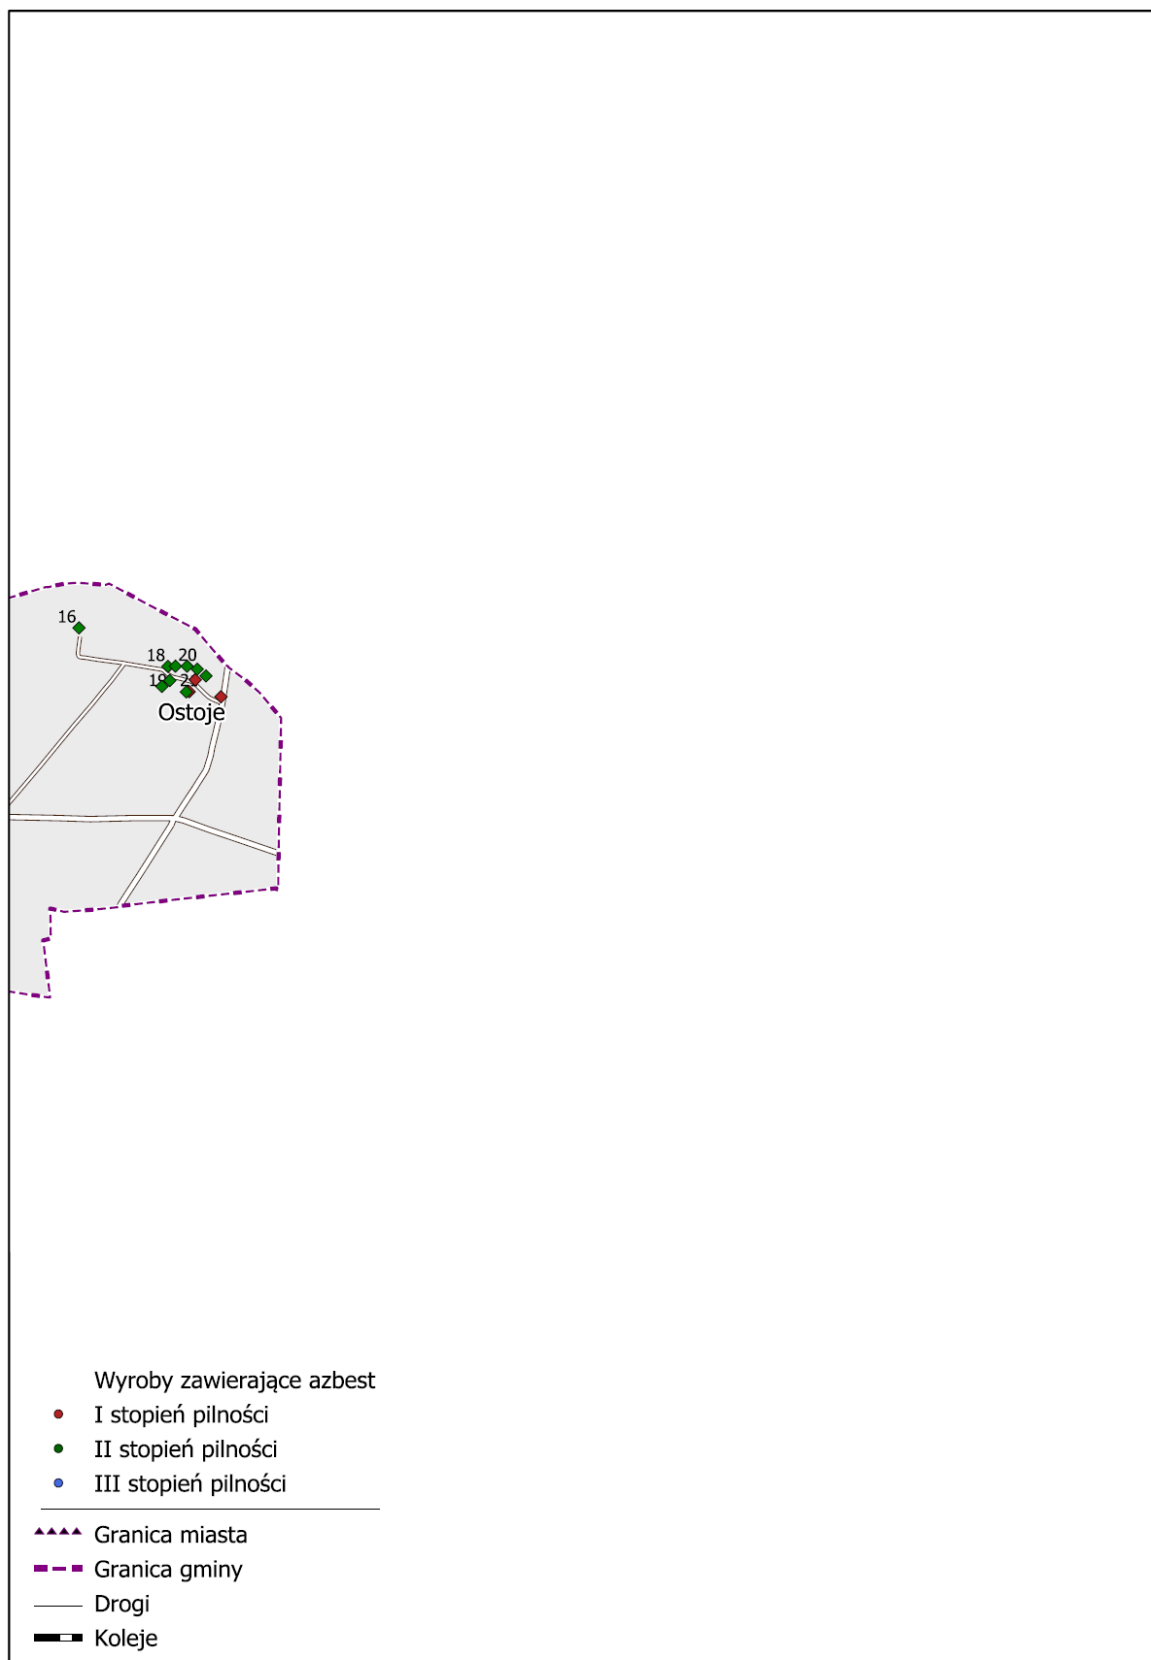 16
18
20
Ostoje
Wyroby zawierające azbest
I stopień pilności
II stopień pilności
III stopień pilności
Granica miasta
Granica gminy
Drogi
Koleje